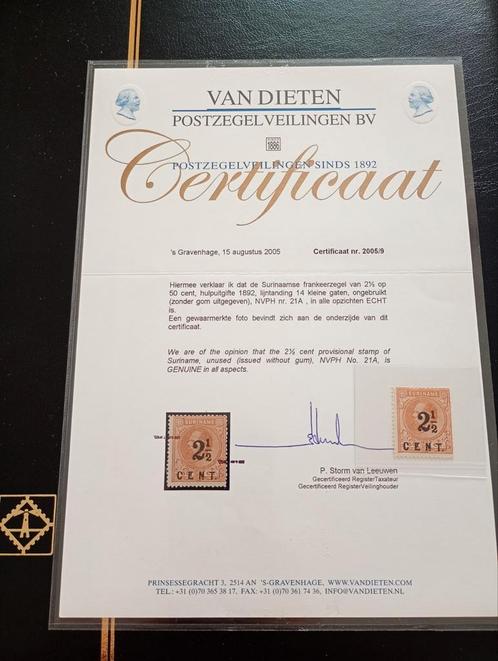 VAN DIETEN
POSTZEGELVEILINGEN BV
1886
POSTZEGELVEILINGEN SINDS 1892
Certificaat
's Gravenhage, 15 augustus 2005 Certificaat nr. 2005/9
Hiermee verklaar ik dat de Surinaamse frankeerzegel van 2½ op
50 cent, hulpuitgifte 1892, lijntanding 14 kleine gaten, ongebruikt
(zonder gom uitgegeven), NVPH nr. 21A , in alle opzichten ECHT
is.
Een gewaarmerkte foto bevindt zich aan de onderzijde van dit
certificaat.
We are of the opinion that the 2½ cent provisional stamp of
Suriname, unused (issued without gum), NVPH No. 21A, is
GENUINE in all aspects.
SURINAME
2½
CENT.
SURINAME
2½
CENT.
P. Storm van Leeuwen
Gecertificeerd RegisterTaxateur
Gecertificeerd RegisterVeilinghouder
PRINSESSEGRACHT 3, 2514 AN 'S-GRAVENHAGE, WWW.VANDIETEN.COM
TEL.: +31 (0)70 365 38 17, FAX: +31 (0)70 361 74 36, INFO@VANDIETEN.NL